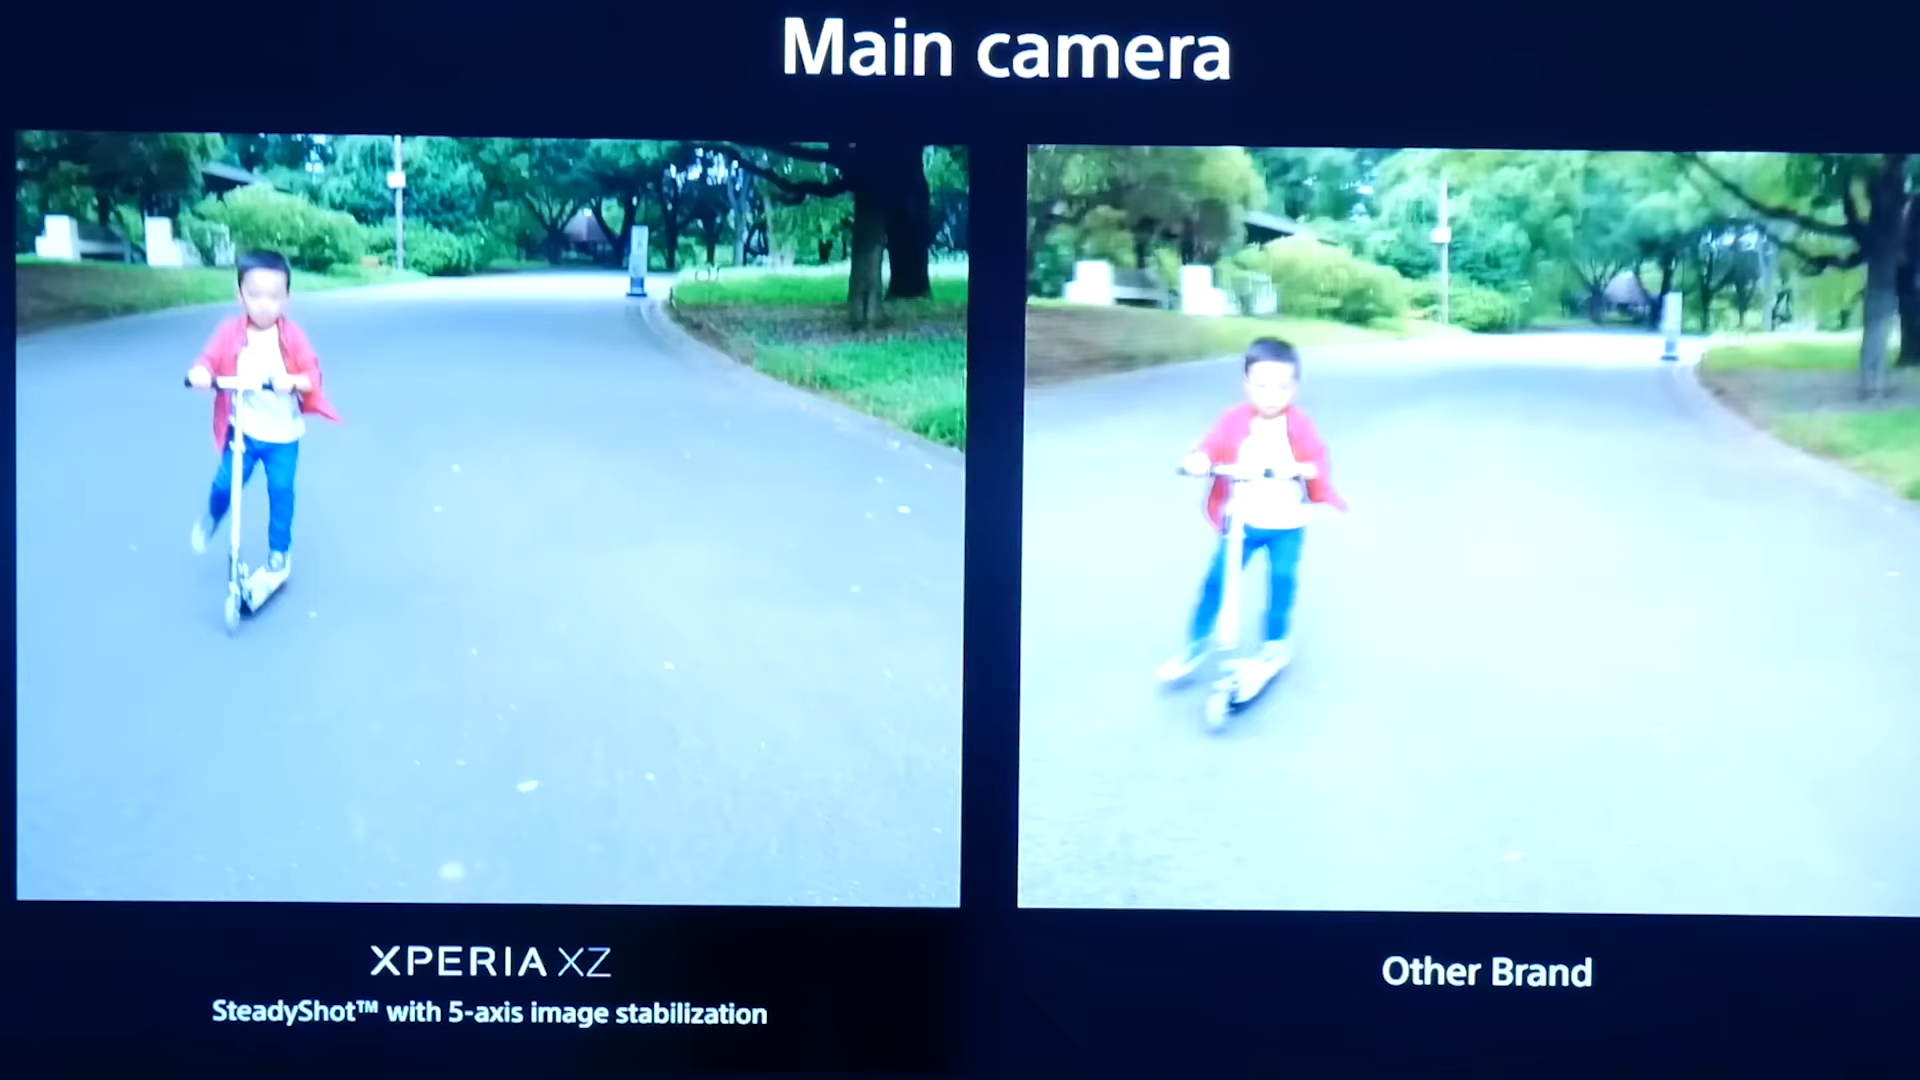 Main camera
XPERIA XZ
SteadyShot™ with 5-axis image stabilization
Other Brand